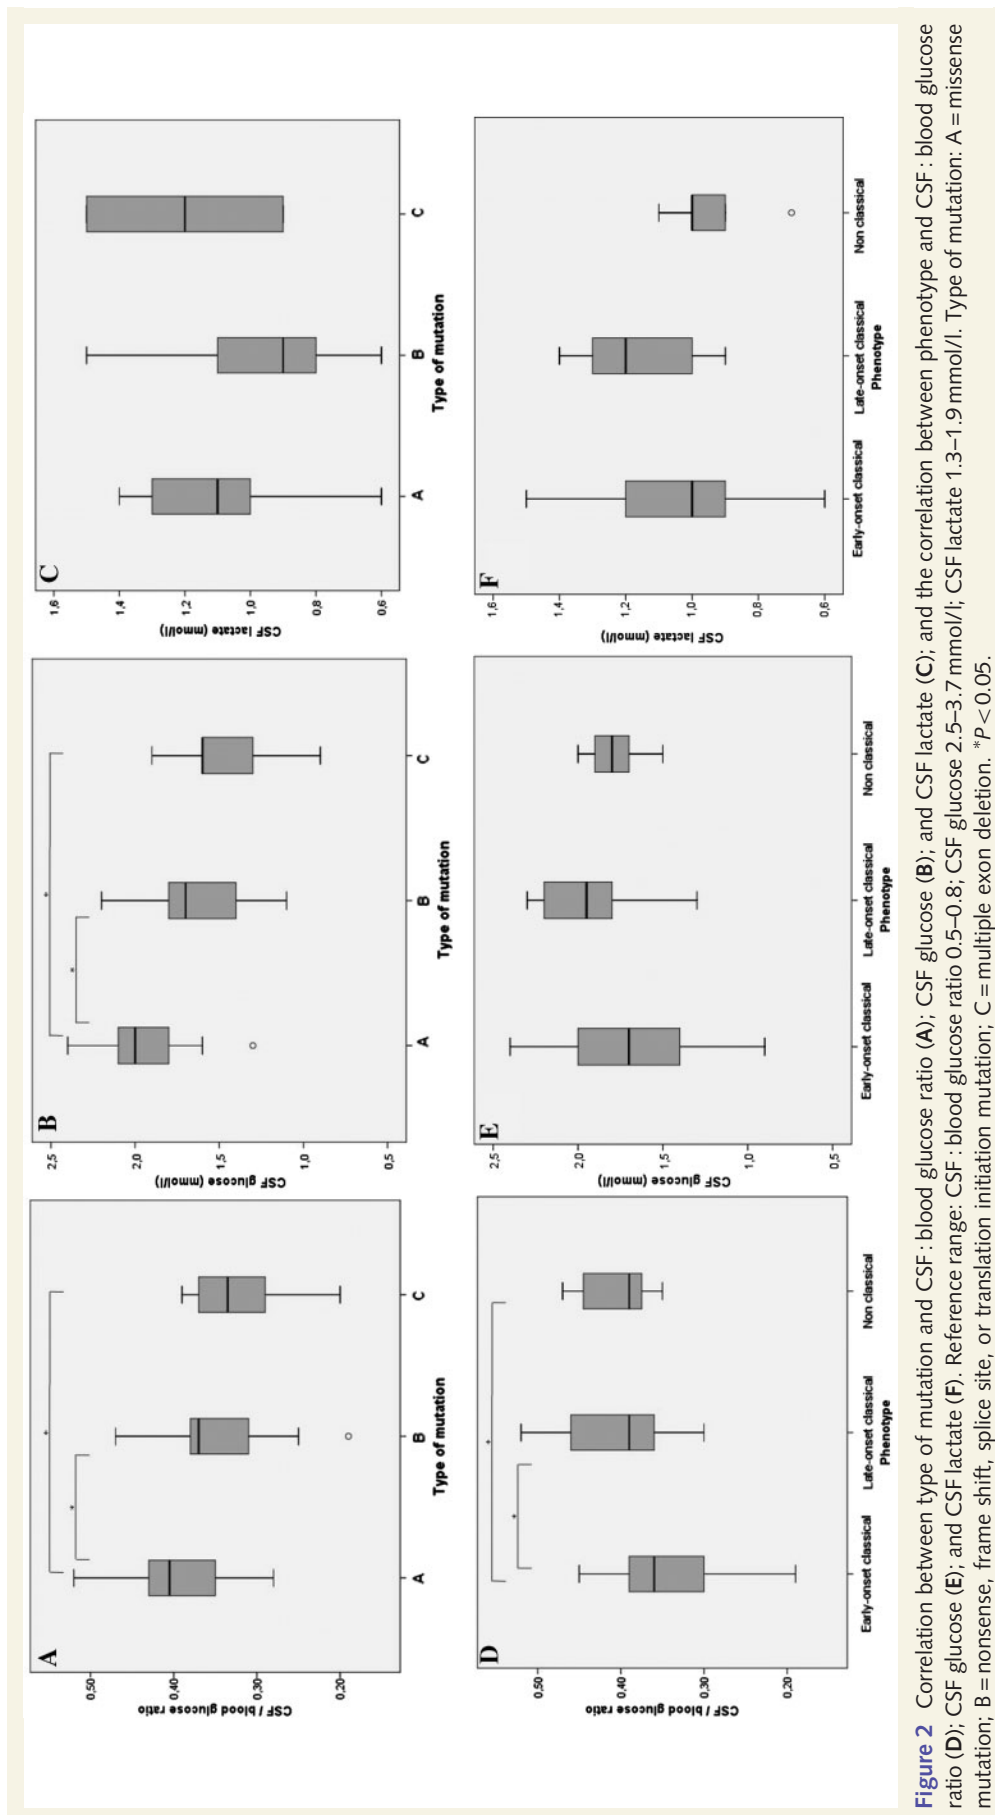 A
CSF / blood glucose ratio
0,50
0,40
0,30
0,20
*
*
A
B
C
Type of mutation
B
CSF glucose (mmol/l)
2,5
2,0
1,5
1,0
0,5
*
*
A
B
C
Type of mutation
C
CSF lactate (mmol/l)
1,6
1,4
1,2
1,0
0,8
0,6
A
B
C
Type of mutation
D
CSF / blood glucose ratio
0,50
0,40
0,30
0,20
*
*
Early-onset classical
Late-onset classical
Non classical
Phenotype
E
CSF glucose (mmol/l)
2,5
2,0
1,5
1,0
0,5
Early-onset classical
Late-onset classical
Non classical
Phenotype
F
CSF lactate (mmol/l)
1,6
1,4
1,2
1,0
0,8
0,6
Early-onset classical
Late-onset classical
Non classical
Phenotype
Figure 2 Correlation between type of mutation and CSF : blood glucose ratio (A); CSF glucose (B); and CSF lactate (C); and the correlation between phenotype and CSF : blood glucose
ratio (D); CSF glucose (E); and CSF lactate (F). Reference range: CSF : blood glucose ratio 0.5–0.8; CSF glucose 2.5–3.7 mmol/l; CSF lactate 1.3–1.9 mmol/l. Type of mutation: A = missense
mutation; B = nonsense, frame shift, splice site, or translation initiation mutation; C = multiple exon deletion. *P < 0.05.